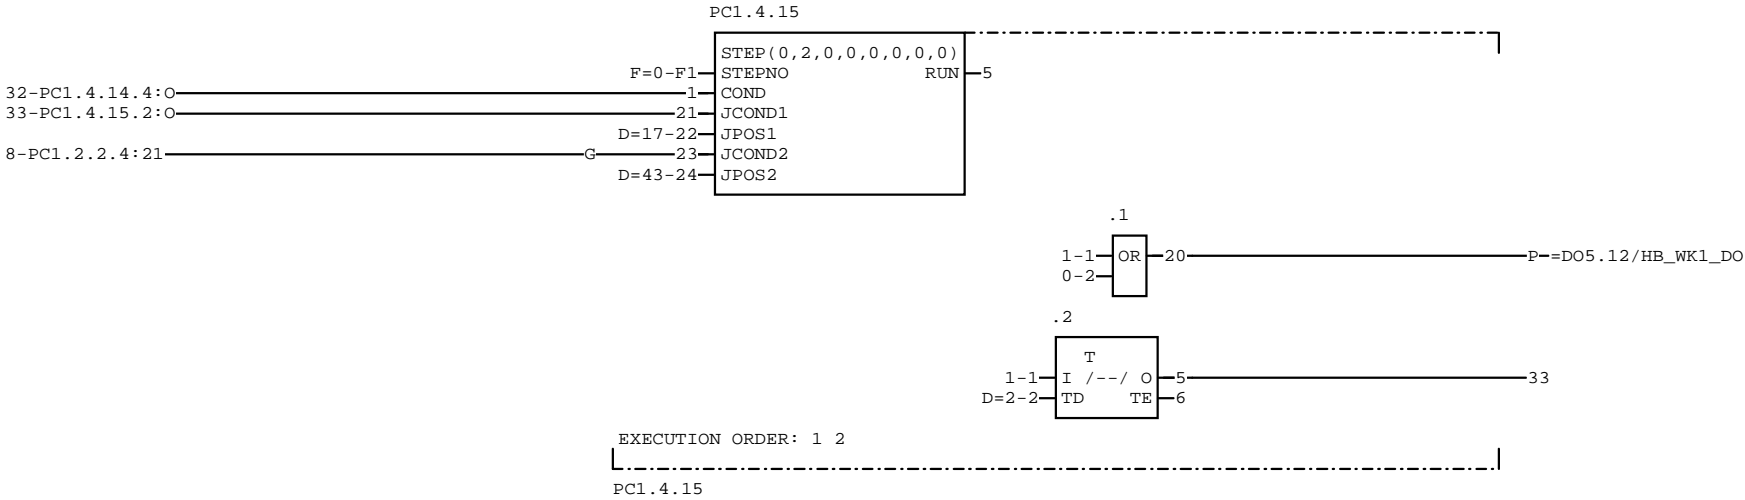 PC1.4.15
STEP(0,2,0,0,0,0,0,0)
F=0-F1 STEPNO RUN 5
32-PC1.4.14.4:O 1 COND
33-PC1.4.15.2:O 21 JCOND1
D=17-22 JPOS1
8-PC1.2.2.4:21 G 23 JCOND2
D=43-24 JPOS2
.1
1-1 OR 20 P-=DO5.12/HB_WK1_DO
0-2
.2
T
1-1 I /--/ O 5 33
D=2-2 TD TE 6
EXECUTION ORDER: 1 2
PC1.4.15